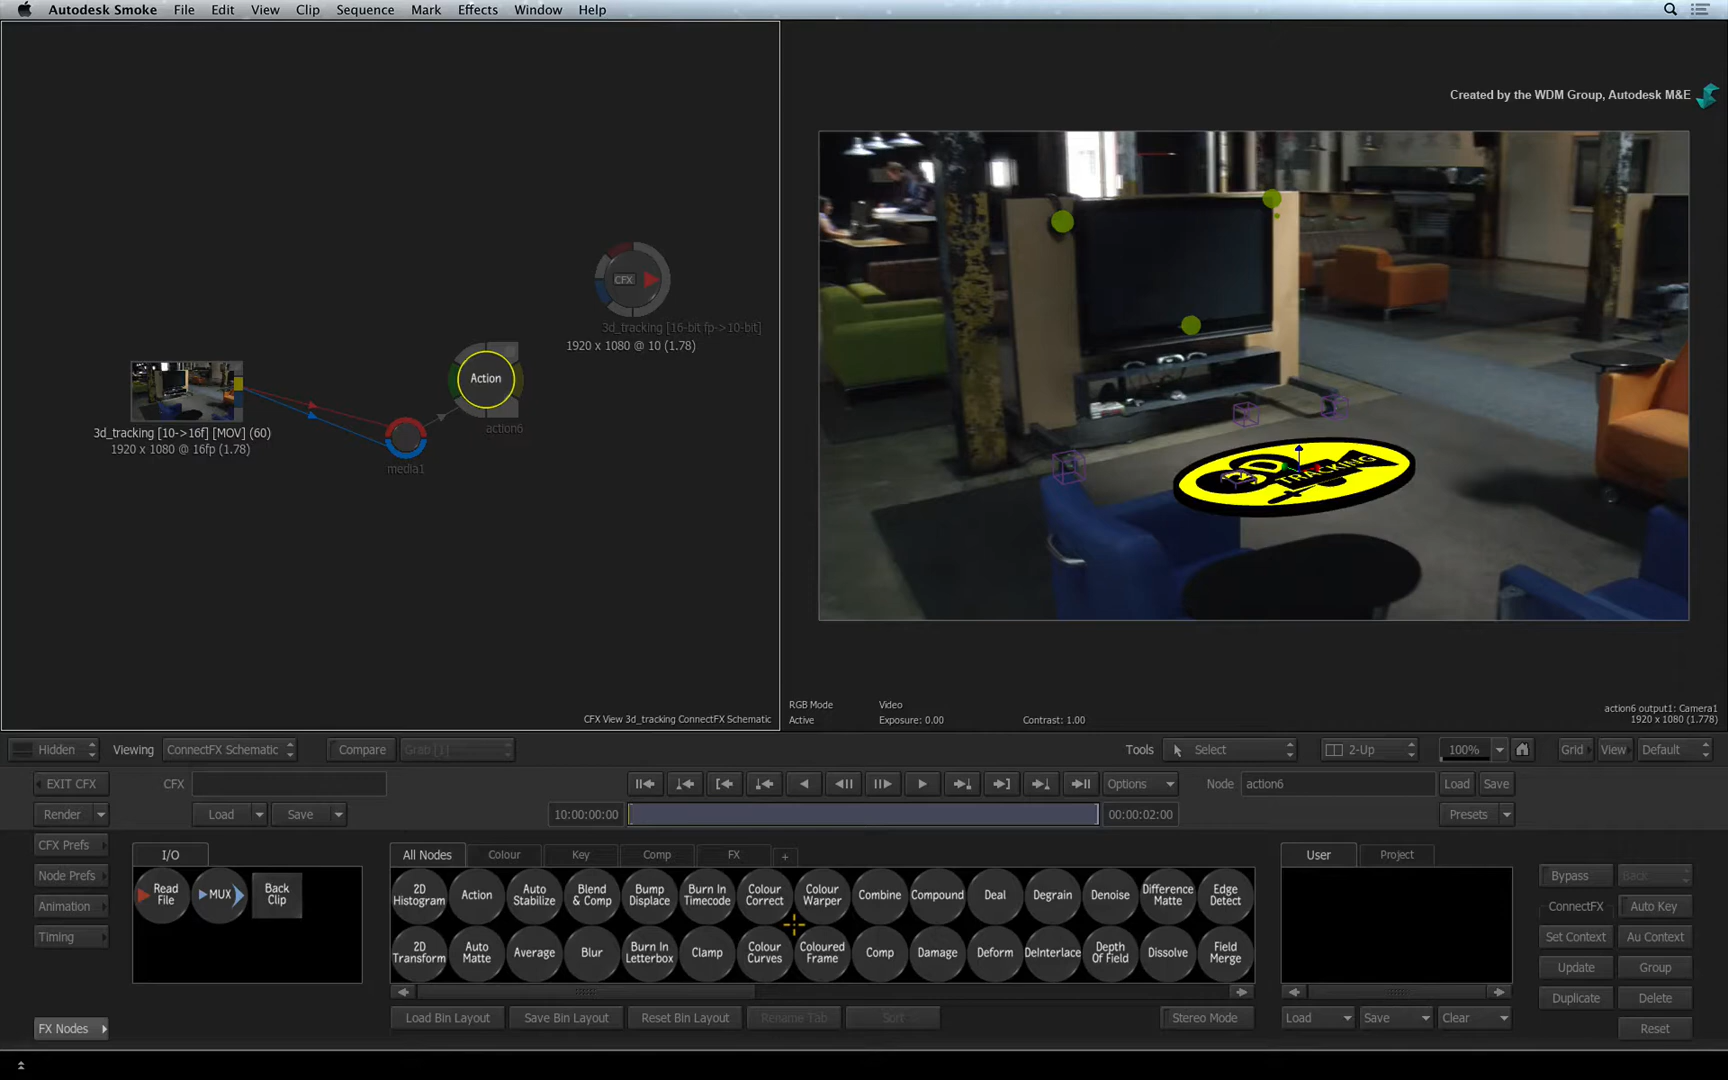 Autodesk Smoke File Edit View Clip Sequence Mark Effects Window Help
Created by the WDM Group, Autodesk M&E
CFX
3d_tracking [16-bit fp->10-bit]
1920 x 1080 @ 10 (1.78)
Action
action6
3d_tracking [10->16f] [MOV] (60)
1920 x 1080 @ 16fp (1.78)
media1
3D TRACKING
CFX View 3d_tracking ConnectFX Schematic
RGB Mode Video
Active Exposure: 0.00 Contrast: 1.00
action6 output1: Camera1
1920 x 1080 (1.778)
Hidden Viewing ConnectFX Schematic Compare Grab [1] Tools Select 2-Up 100% Grid View Default
EXIT CFX CFX Options Node action6 Load Save
Render Load Save 10:00:00:00 00:00:02:00 Presets
CFX Prefs I/O All Nodes Colour Key Comp FX + User Project
Node Prefs
Animation
Timing
FX Nodes
Read File MUX Back Clip
2D Histogram Action Auto Stabilize Blend & Comp Bump Displace Burn In Timecode Colour Correct Colour Warper Combine Compound Deal Degrain Denoise Difference Matte Edge Detect
2D Transform Auto Matte Average Blur Burn In Letterbox Clamp Colour Curves Coloured Frame Comp Damage Deform DeInterlace Depth Of Field Dissolve Field Merge
Load Bin Layout Save Bin Layout Reset Bin Layout Rename Tab Sort Stereo Mode Load Save Clear
Bypass Back
ConnectFX Auto Key
Set Context Au Context
Update Group
Duplicate Delete
Reset